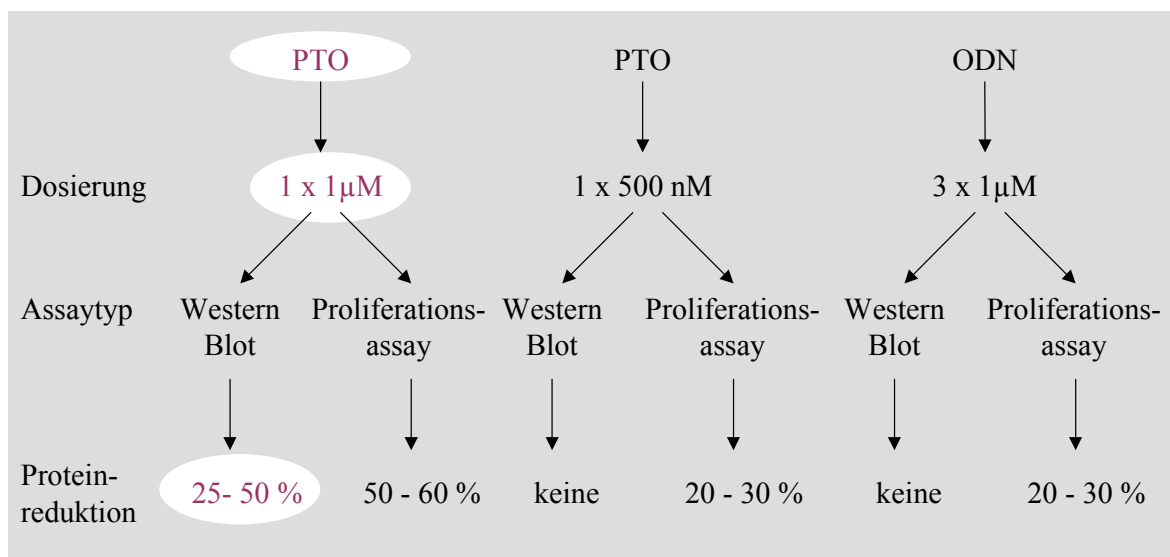 PTO PTO ODN
Dosierung 1 x 1µM 1 x 500 nM 3 x 1µM
Assaytyp Western Proliferations- Western Proliferations- Western Proliferations-
Blot assay Blot assay Blot assay
Protein-
reduktion 25- 50 % 50 - 60 % keine 20 - 30 % keine 20 - 30 %